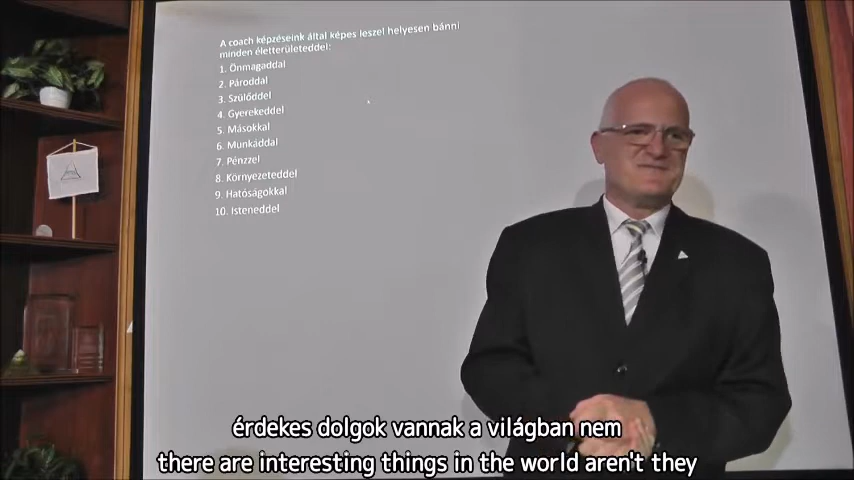 A coach képzéseink által képes leszel helyesen bánni
minden életterületeddel:
1. Önmagaddal
2. Pároddal
3. Szülőddel
4. Gyerekeddel
5. Másokkal
6. Munkáddal
7. Pénzzel
8. Környezeteddel
9. Hatóságokkal
10. Isteneddel
érdekes dolgok vannak a világban nem
there are interesting things in the world aren't they